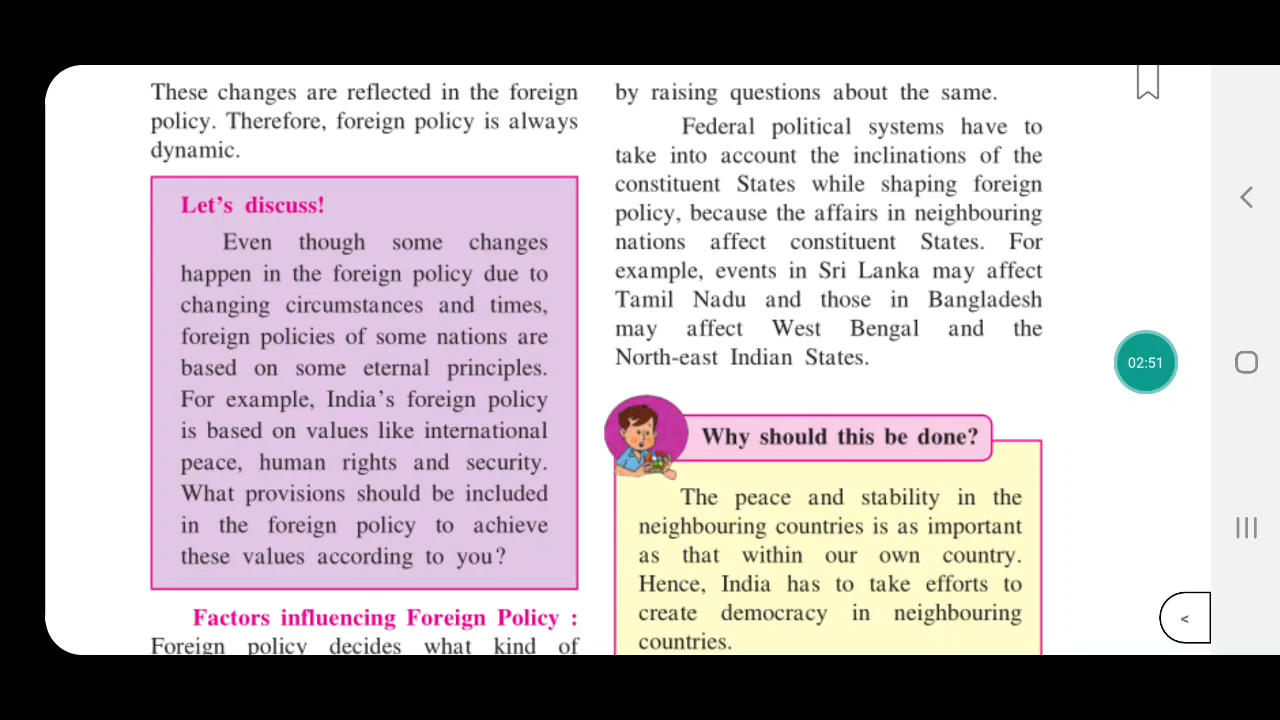 These changes are reflected in the foreign
policy. Therefore, foreign policy is always
dynamic.
Let's discuss!
Even though some changes
happen in the foreign policy due to
changing circumstances and times,
foreign policies of some nations are
based on some eternal principles.
For example, India's foreign policy
is based on values like international
peace, human rights and security.
What provisions should be included
in the foreign policy to achieve
these values according to you?
Factors influencing Foreign Policy :
Foreign policy decides what kind of
by raising questions about the same.
Federal political systems have to
take into account the inclinations of the
constituent States while shaping foreign
policy, because the affairs in neighbouring
nations affect constituent States. For
example, events in Sri Lanka may affect
Tamil Nadu and those in Bangladesh
may affect West Bengal and the
North-east Indian States.
Why should this be done?
The peace and stability in the
neighbouring countries is as important
as that within our own country.
Hence, India has to take efforts to
create democracy in neighbouring
countries.
02:51